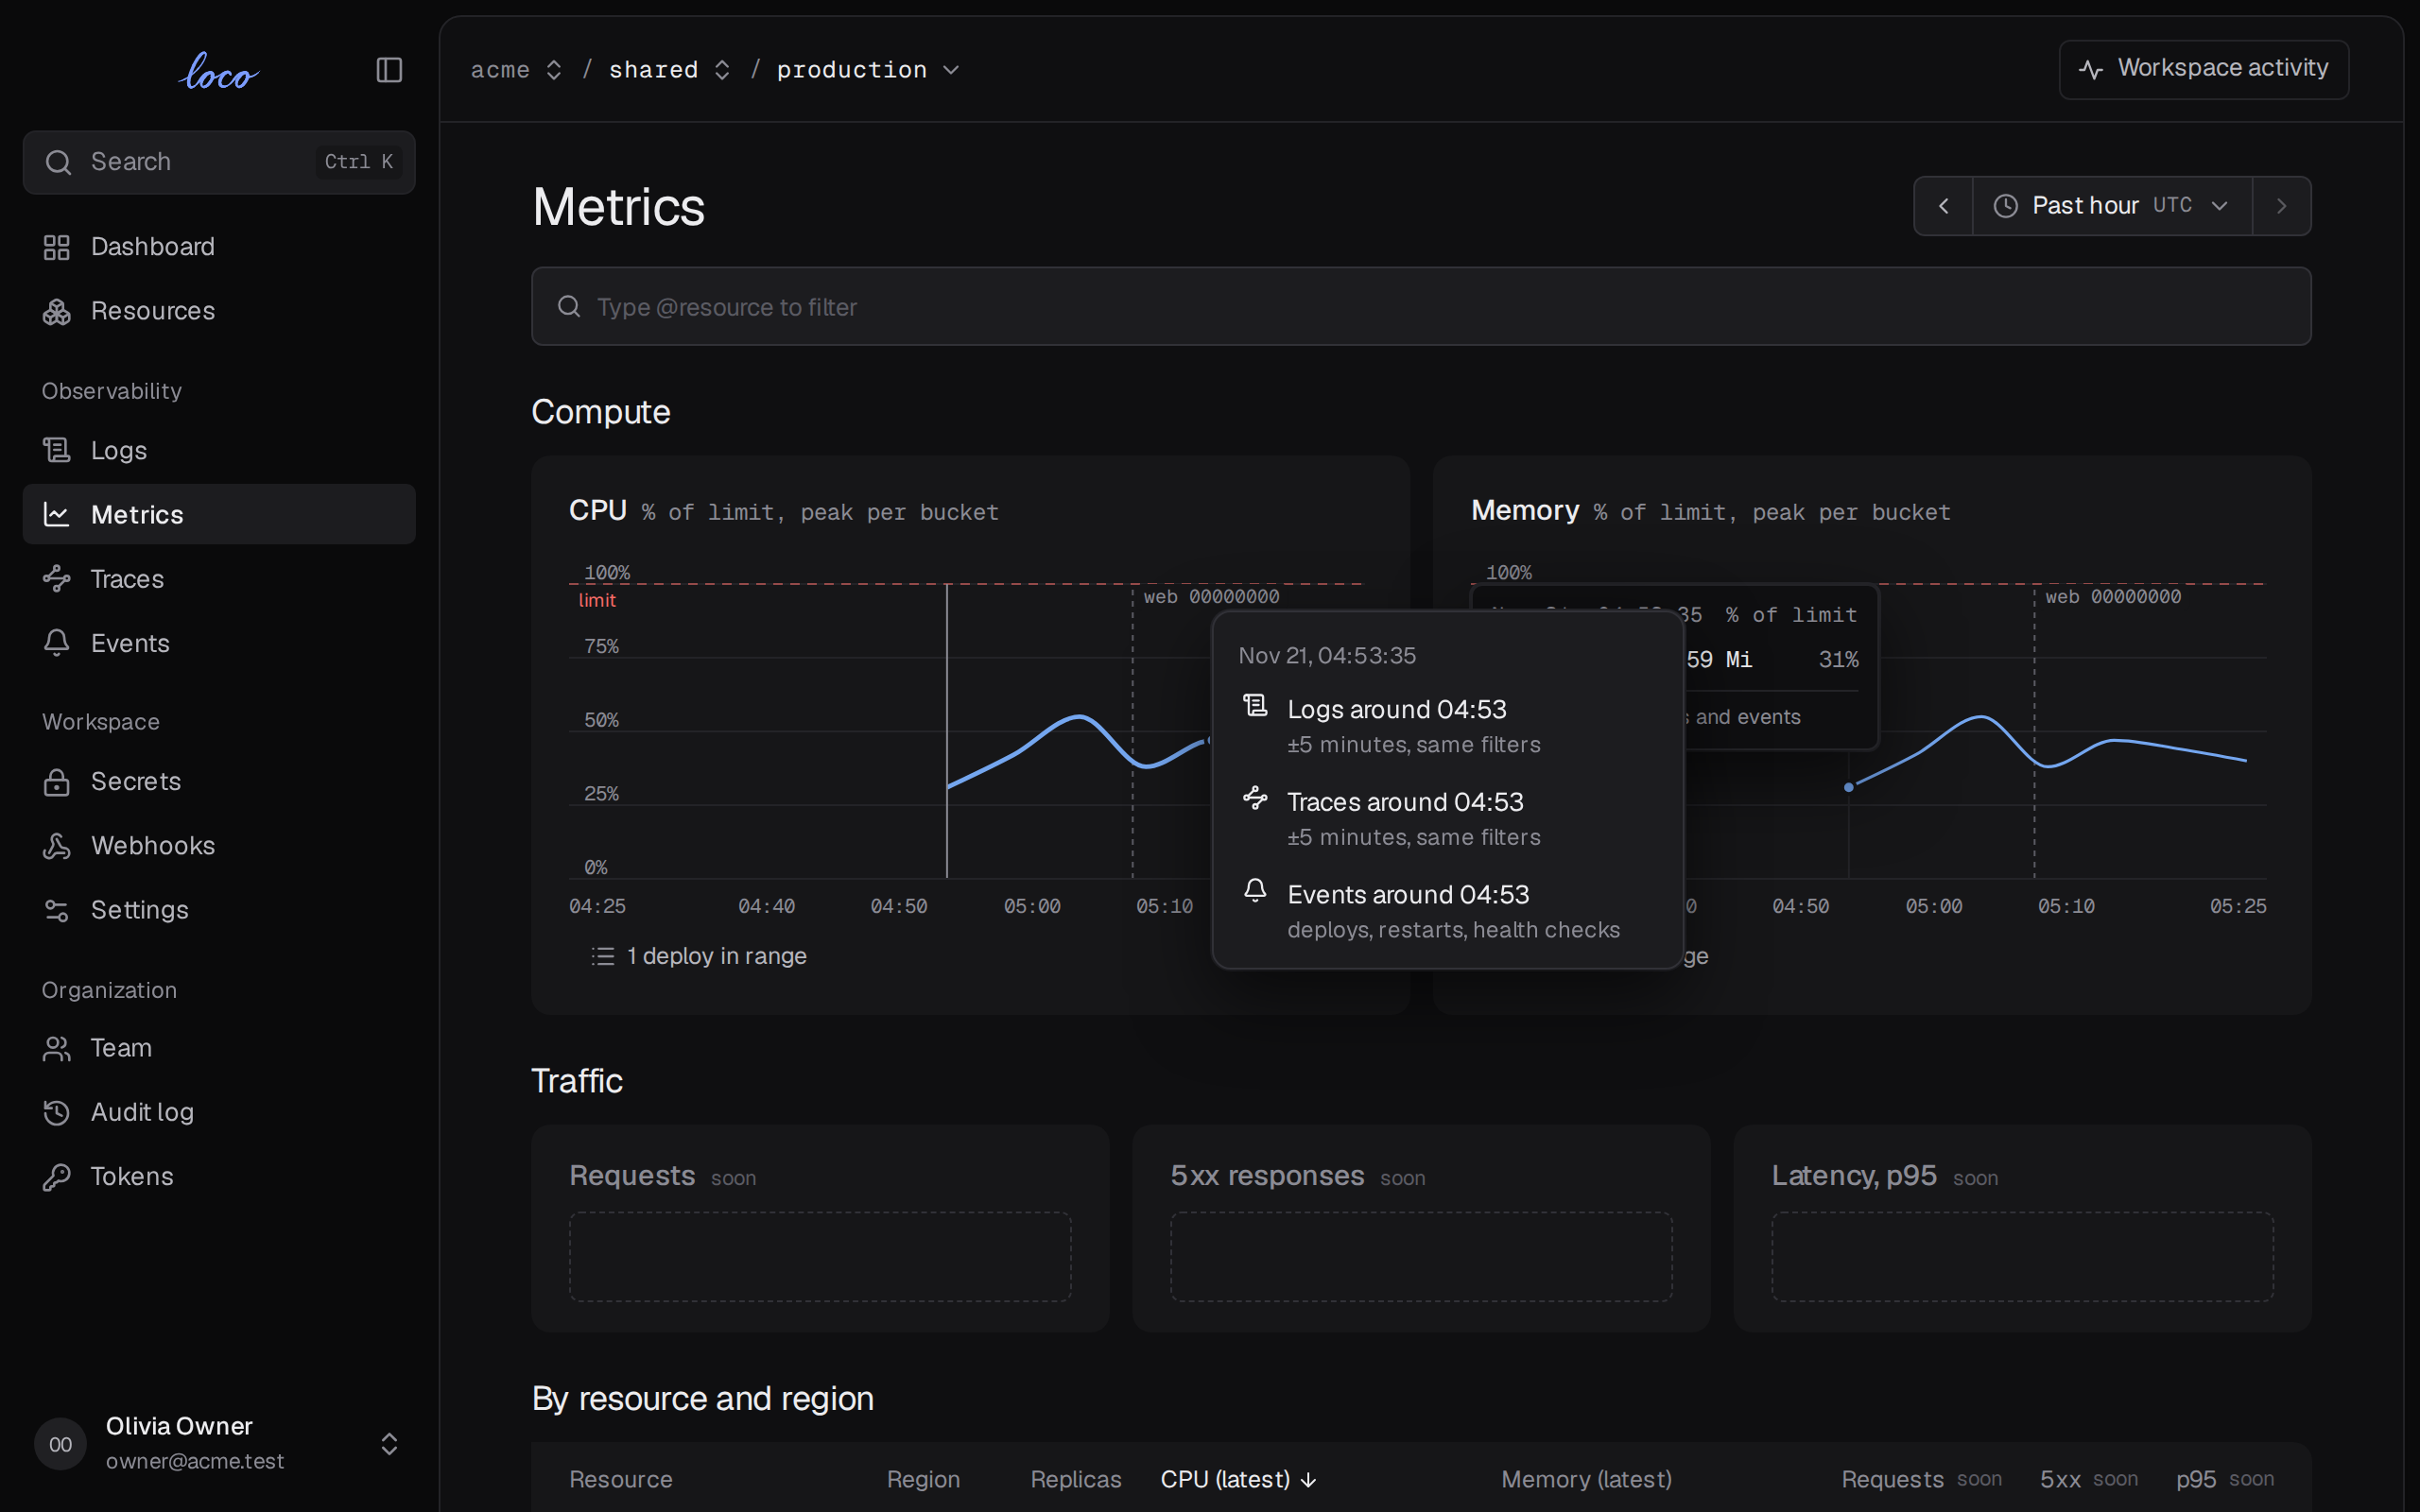 loco
Search Ctrl K
Dashboard
Resources
Observability
Logs
Metrics
Traces
Events
Workspace
Secrets
Webhooks
Settings
Organization
Team
Audit log
Tokens
OO
Olivia Owner
owner@acme.test
acme / shared / production
Workspace activity
Metrics
Past hour UTC
Type @resource to filter
Compute
CPU % of limit, peak per bucket
100%
limit
web 00000000
75%
50%
25%
0%
04:25 04:40 04:50 05:00 05:10
1 deploy in range
Memory % of limit, peak per bucket
100%
35 % of limit
59 Mi 31%
and events
web 00000000
04:50 05:00 05:10 05:25
Nov 21, 04:53:35
Logs around 04:53
±5 minutes, same filters
Traces around 04:53
±5 minutes, same filters
Events around 04:53
deploys, restarts, health checks
Traffic
Requests soon
5xx responses soon
Latency, p95 soon
By resource and region
Resource Region Replicas CPU (latest) Memory (latest) Requests soon 5xx soon p95 soon